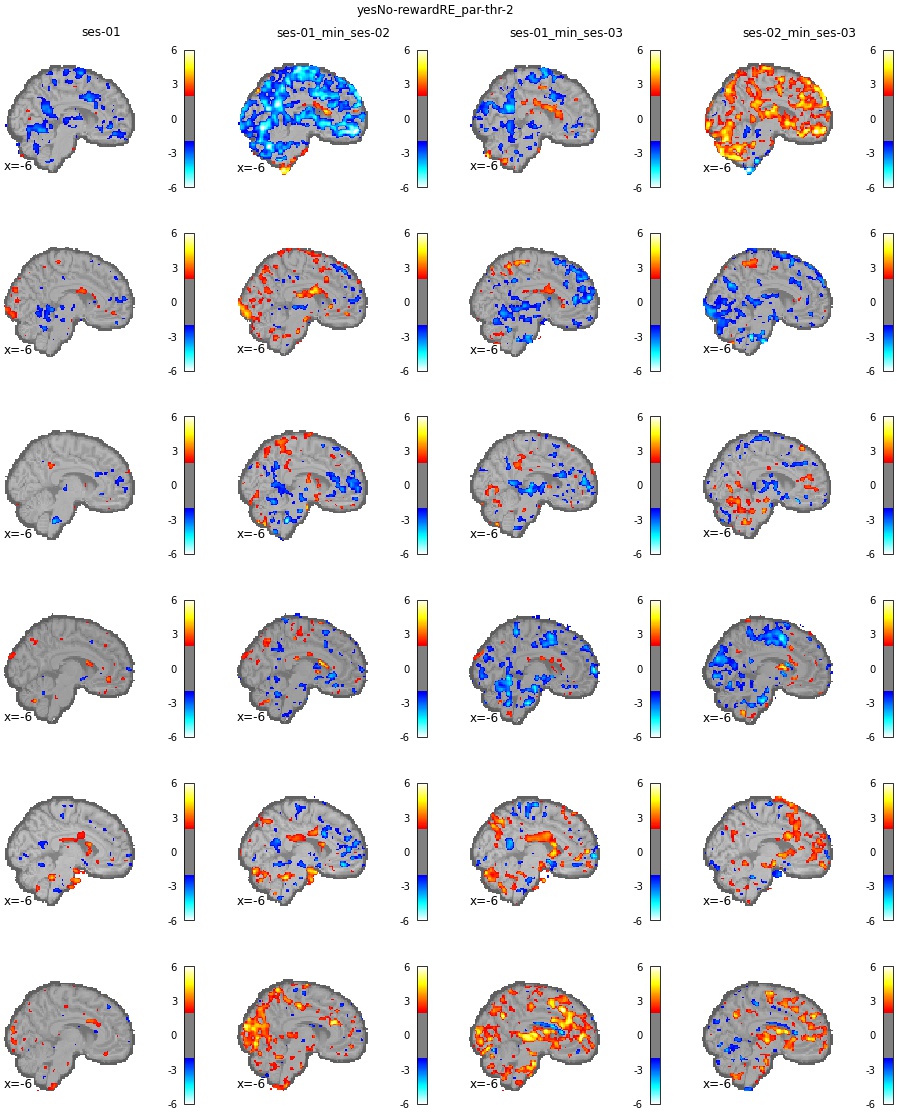 yesNo-rewardRE_par-thr-2
ses-01 ses-01_min_ses-02 ses-01_min_ses-03 ses-02_min_ses-03
6 6 6 6
3 3 3 3
0 0 0 0
-3 -3 -3 -3
x=-6 x=-6 x=-6 x=-6
-6 -6 -6 -6
6 6 6 6
3 3 3 3
0 0 0 0
-3 -3 -3 -3
x=-6 x=-6 x=-6 x=-6
-6 -6 -6 -6
6 6 6 6
3 3 3 3
0 0 0 0
-3 -3 -3 -3
x=-6 x=-6 x=-6 x=-6
-6 -6 -6 -6
6 6 6 6
3 3 3 3
0 0 0 0
-3 -3 -3 -3
x=-6 x=-6 x=-6 x=-6
-6 -6 -6 -6
6 6 6 6
3 3 3 3
0 0 0 0
-3 -3 -3 -3
x=-6 x=-6 x=-6 x=-6
-6 -6 -6 -6
6 6 6 6
3 3 3 3
0 0 0 0
-3 -3 -3 -3
x=-6 x=-6 x=-6 x=-6
-6 -6 -6 -6